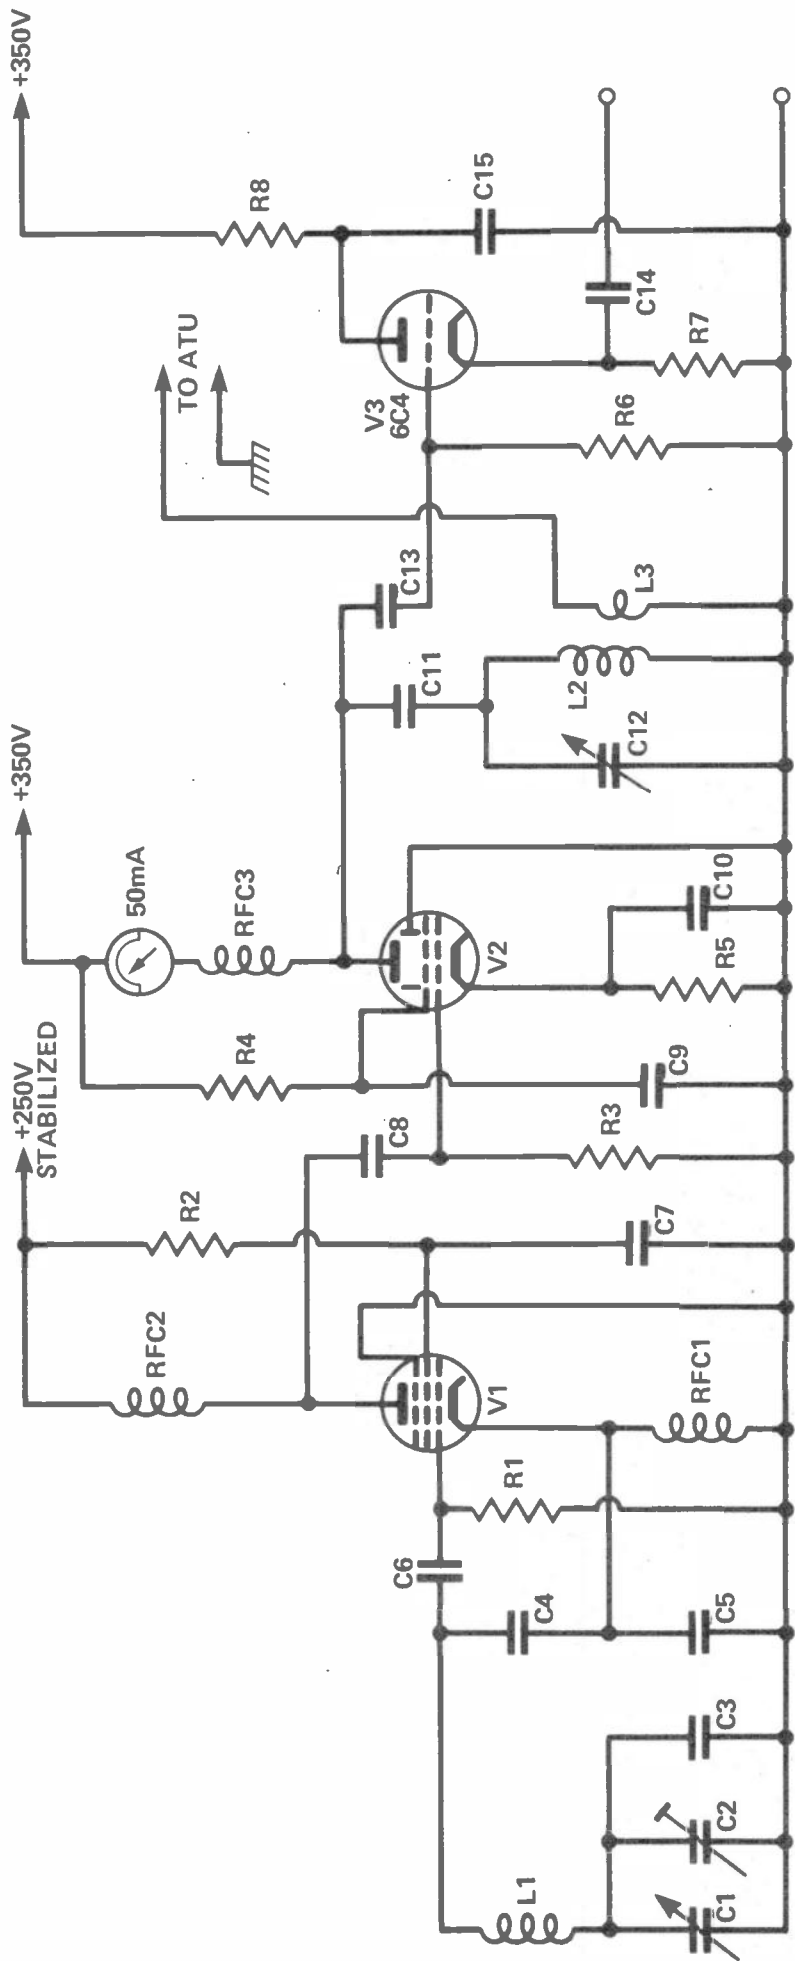 +250V
STABILIZED
+350V
+350V
50mA
RFC2
R2
R4
RFC3
R8
TO ATU
C8
C13
C11
V3
6C4
C15
C6
V1
V2
L1
C4
R1
RFC1
C7
R3
C9
R5
C10
L2
C12
L3
R6
R7
C14
C1
C2
C3
C5